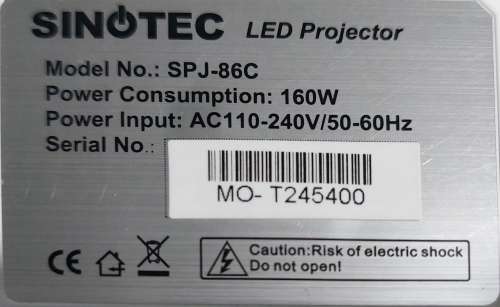 SINOTEC LED Projector
Model No.: SPJ-86C
Power Consumption: 160W
Power Input: AC110-240V/50-60Hz
Serial No.:
MO- T245400
CE
Caution:Risk of electric shock
Do not open!